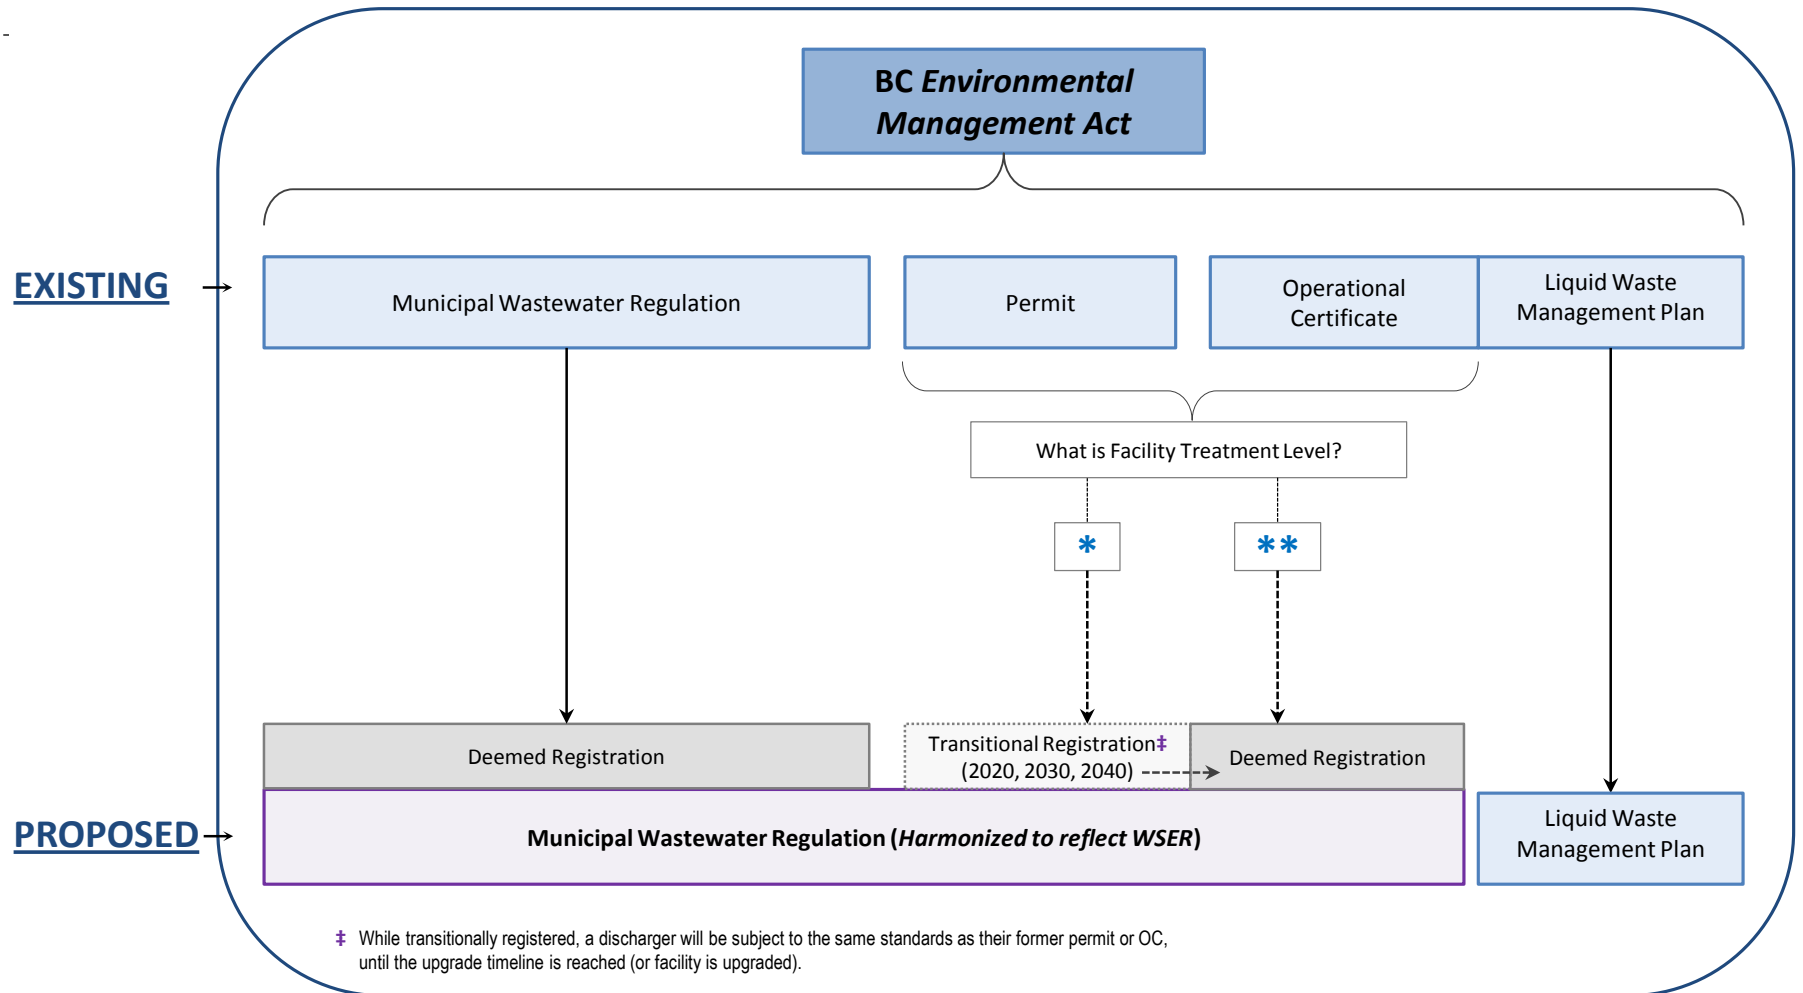 -
BC Environmental
Management Act
EXISTING
Municipal Wastewater Regulation
Permit
Operational
Certificate
Liquid Waste
Management Plan
What is Facility Treatment Level?
*
**
Deemed Registration
Transitional Registration‡
(2020, 2030, 2040)
Deemed Registration
PROPOSED
Municipal Wastewater Regulation (Harmonized to reflect WSER)
Liquid Waste
Management Plan
‡ While transitionally registered, a discharger will be subject to the same standards as their former permit or OC,
until the upgrade timeline is reached (or facility is upgraded).